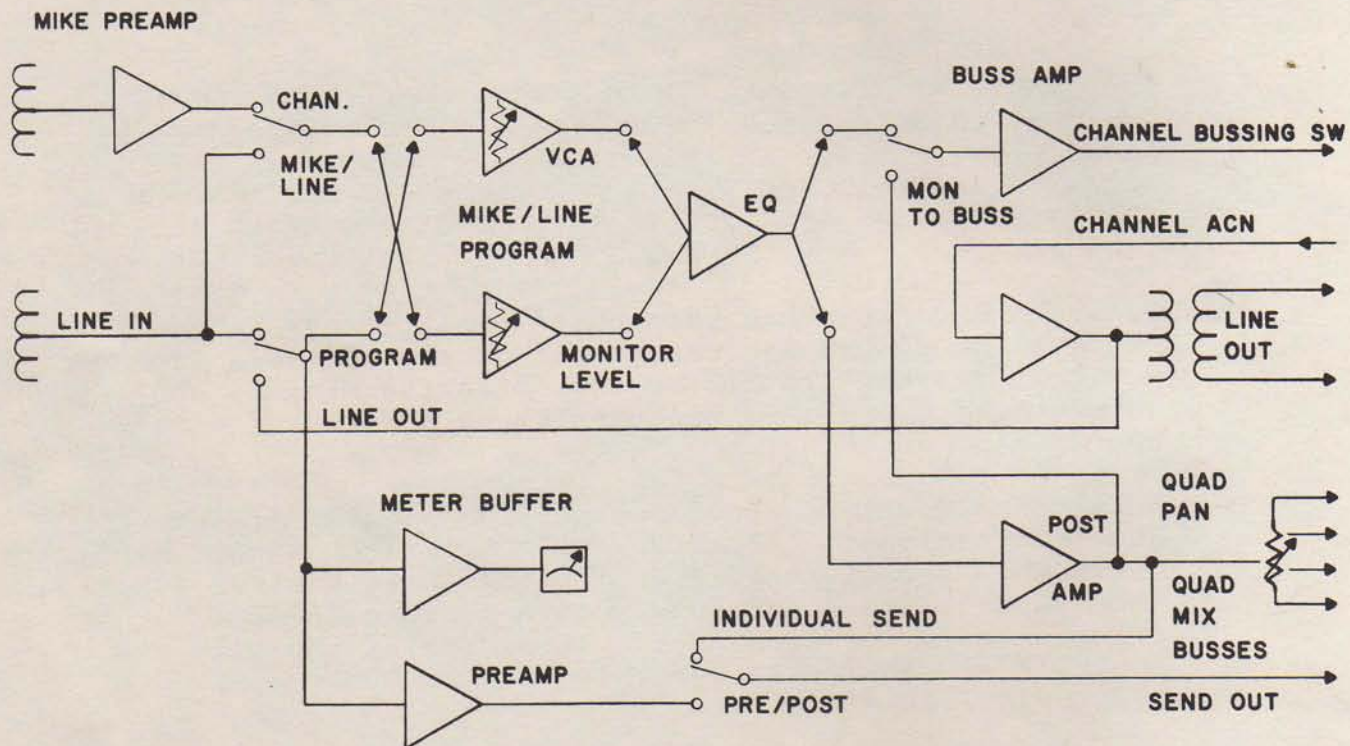 MIKE PREAMP
CHAN.
MIKE/
LINE
VCA
MIKE/LINE
PROGRAM
EQ
BUSS AMP
CHANNEL BUSSING SW
MON
TO BUSS
CHANNEL ACN
LINE IN
PROGRAM
MONITOR
LEVEL
LINE
OUT
LINE OUT
METER BUFFER
POST
AMP
QUAD
PAN
QUAD
MIX
BUSSES
INDIVIDUAL SEND
PREAMP
PRE/POST
SEND OUT